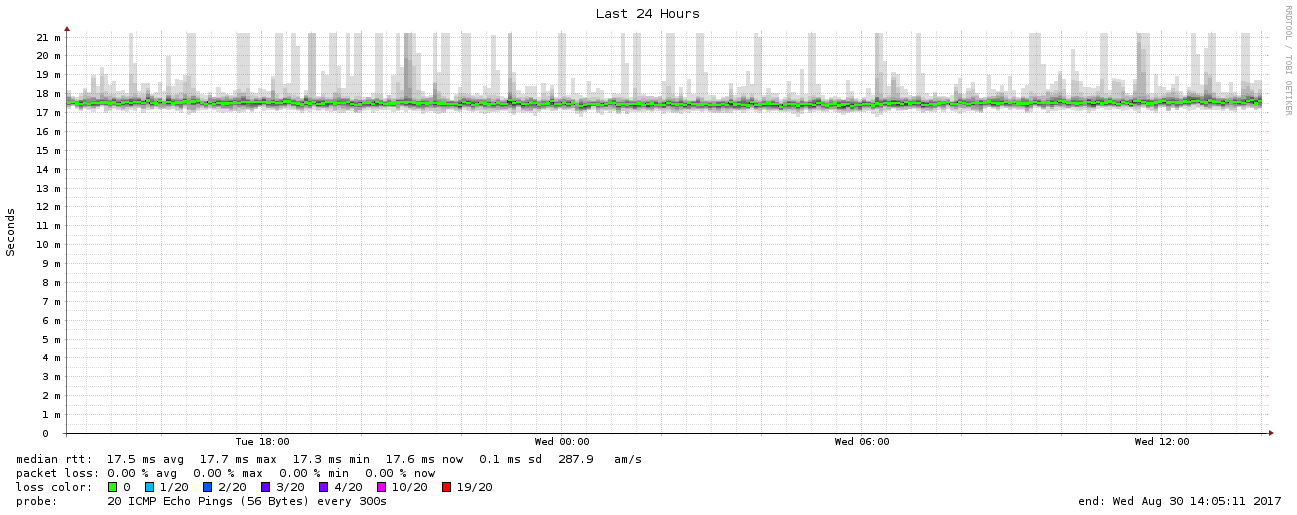 Last 24 Hours
RRDTOOL / TOBI OETIKER
Seconds
21 m
20 m
19 m
18 m
17 m
16 m
15 m
14 m
13 m
12 m
11 m
10 m
9 m
8 m
7 m
6 m
5 m
4 m
3 m
2 m
1 m
0
Tue 18:00 Wed 00:00 Wed 06:00 Wed 12:00
median rtt: 17.5 ms avg 17.7 ms max 17.3 ms min 17.6 ms now 0.1 ms sd 287.9 am/s
packet loss: 0.00 % avg 0.00 % max 0.00 % min 0.00 % now
loss color: 0 1/20 2/20 3/20 4/20 10/20 19/20
probe: 20 ICMP Echo Pings (56 Bytes) every 300s end: Wed Aug 30 14:05:11 2017